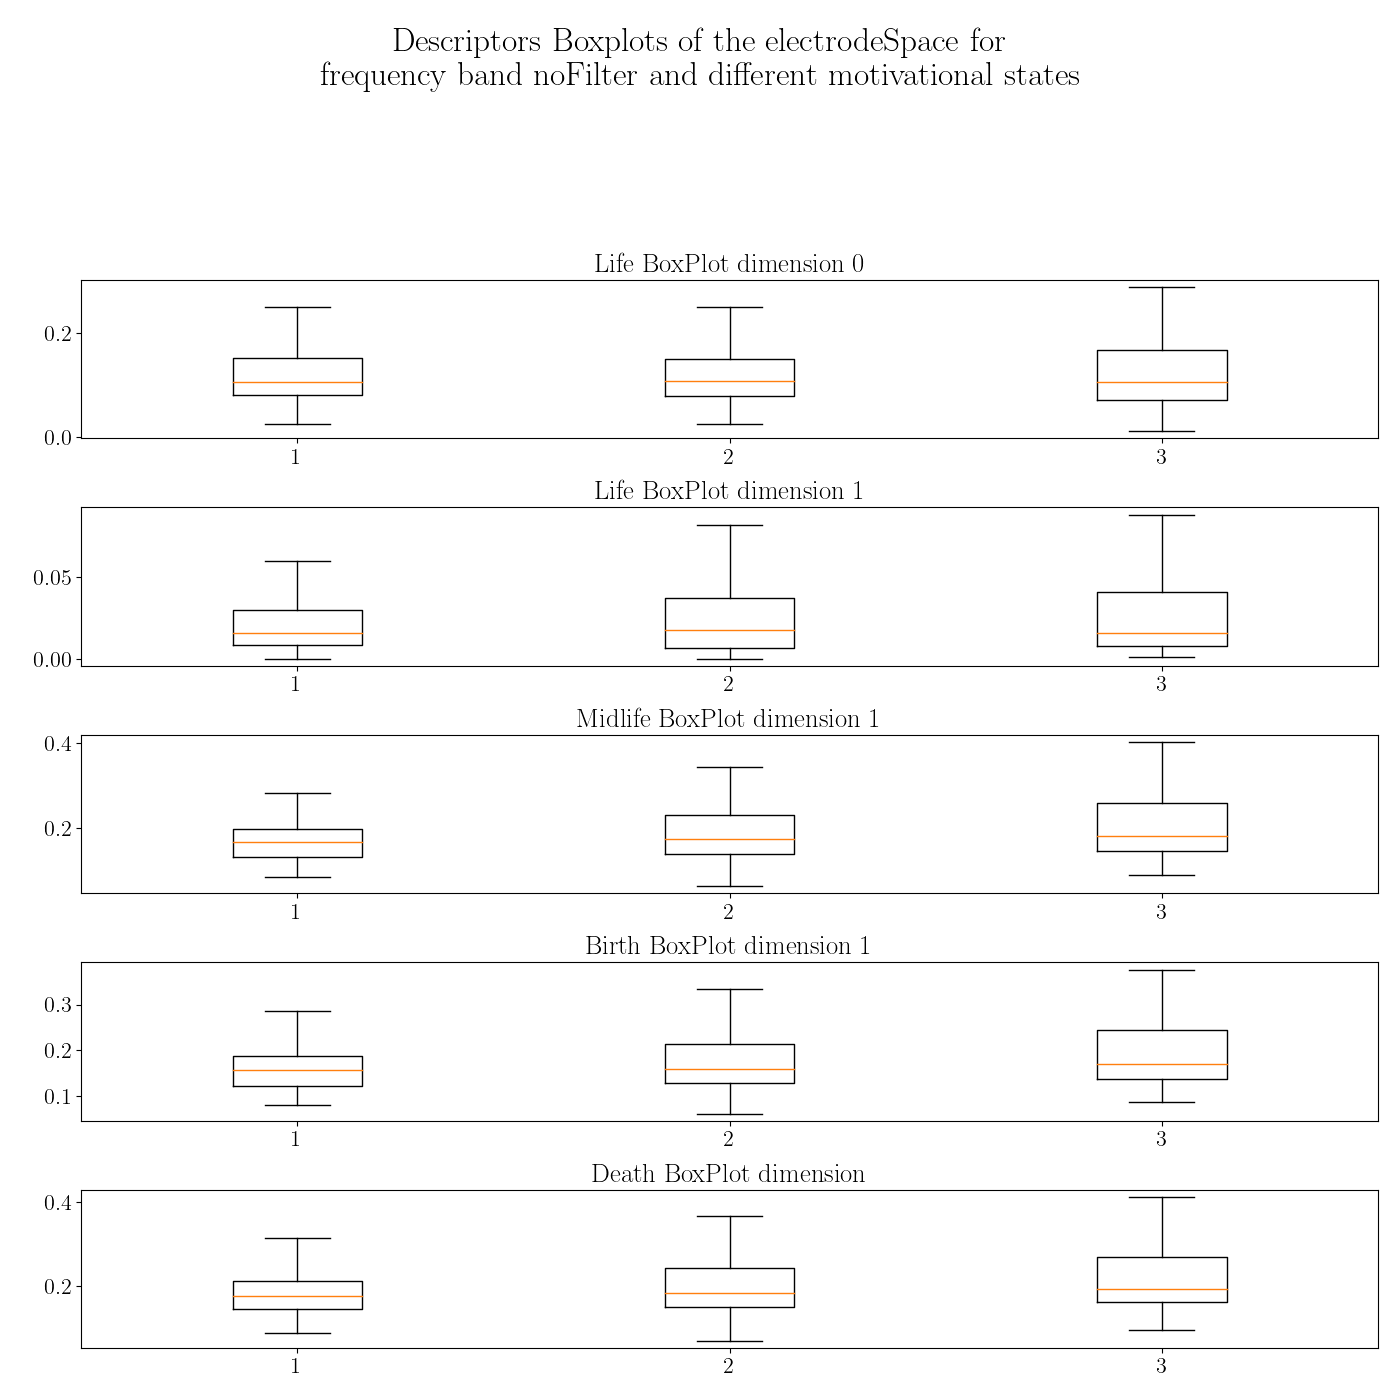 Descriptors Boxplots of the electrodeSpace for
frequency band noFilter and different motivational states
Life BoxPlot dimension 0
0.2
0.0
1 2 3
Life BoxPlot dimension 1
0.05
0.00
1 2 3
Midlife BoxPlot dimension 1
0.4
0.2
1 2 3
Birth BoxPlot dimension 1
0.3
0.2
0.1
1 2 3
Death BoxPlot dimension
0.4
0.2
1 2 3